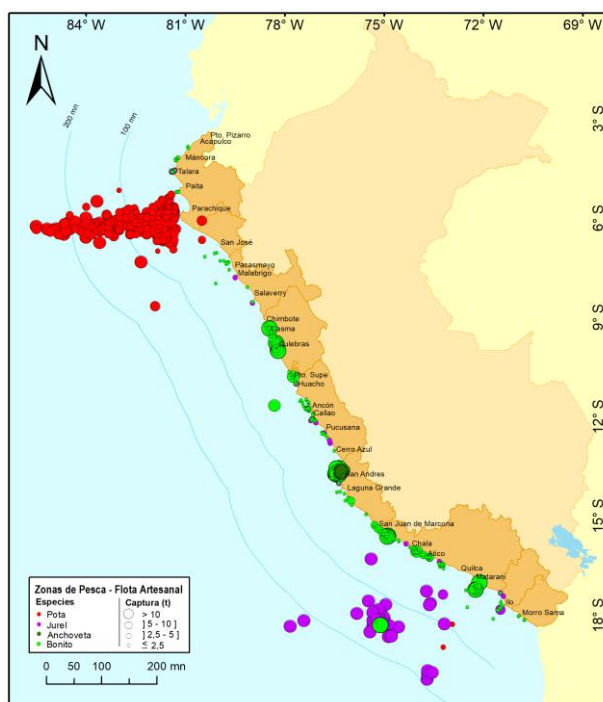 84° W 81° W 78° W 75° W 72° W 69° W
N
200 mn
100 mn
3° S
6° S
9° S
12° S
15° S
18° S
Pto. Pizarro
Acapulco
Máncora
Talara
Paita
Parachique
San José
Pacasmayo
Malabrigo
Salaverry
Chimbote
Casma
Culebras
Pto. Supe
Huacho
Ancón
Callao
Pucusana
Cerro Azul
San Andres
Laguna Grande
San Juan de Marcona
Chala
Atico
Quilca
Matarani
Ilo
Morro Sama
Zonas de Pesca - Flota Artesanal
Especies Captura (t)
Pota > 10
Jurel ] 5 - 10 ]
Anchoveta ] 2,5 - 5 ]
Bonito ≤ 2,5
0 50 100 200 mn